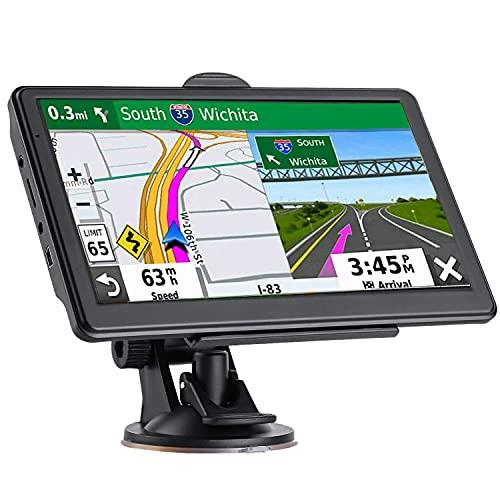 0.3mi South 35 Wichita
35 SOUTH
Wichita
+
-
LIMIT
65
63 mh
Speed
I-83
3:45 PM
Arrival